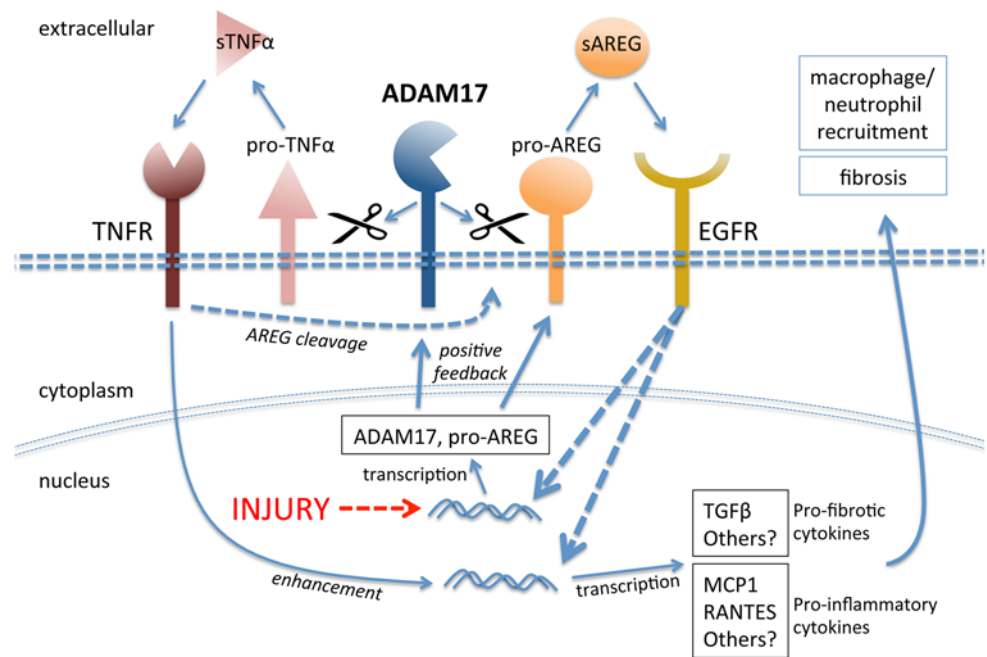 extracellular
sTNFα
sAREG
macrophage/
neutrophil
recruitment
fibrosis
ADAM17
pro-TNFα
pro-AREG
TNFR
EGFR
AREG cleavage
positive
feedback
cytoplasm
ADAM17, pro-AREG
transcription
nucleus
INJURY
TGFβ
Others?
Pro-fibrotic
cytokines
enhancement
transcription
MCP1
RANTES
Others?
Pro-inflammatory
cytokines